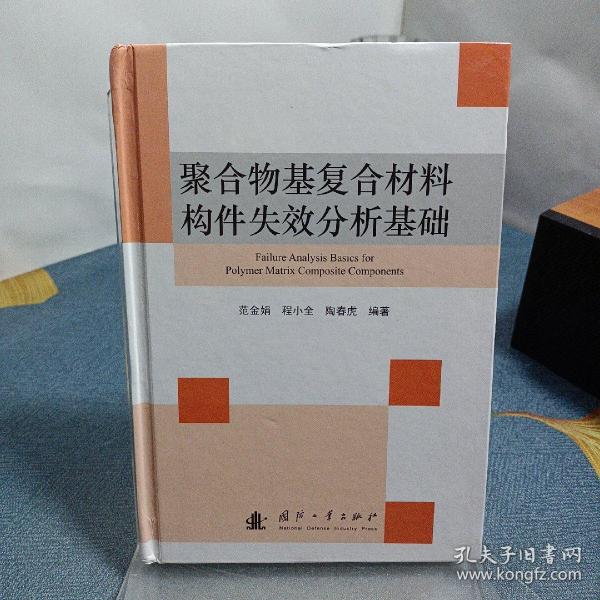 聚合物基复合材料
构件失效分析基础
Failure Analysis Basics for
Polymer Matrix Composite Components
范金娟 程小全 陶春虎 编著
国防工业出版社
National Defense Industry Press
孔夫子旧书网
www.kongfz.com